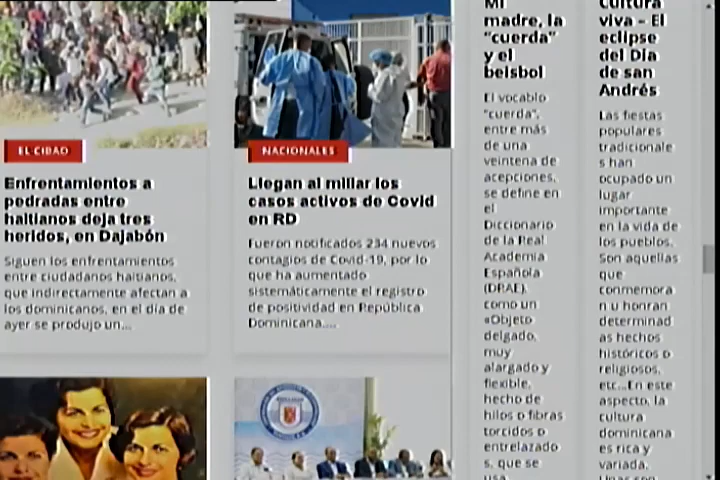 EL CIBAO
Enfrentamientos a
pedradas entre
haitianos deja tres
heridos, en Dajabón
Siguen los enfrentamientos
entre ciudadanos haitianos,
que indirectamente afectan a
los dominicanos, en el día de
ayer se produjo un...
NACIONALES
Llegan al millar los
casos activos de Covid
en RD
Fueron notificados 234 nuevos
contagios de Covid-19, por lo
que ha aumentado
sistemáticamente el registro
de positividad en República
Dominicana....
Mi
madre, la
"cuerda"
y el
beisbol
El vocablo
"cuerda",
entre más
de una
veintena de
acepciones,
se define en
el
Diccionario
de la Real
Academia
Española
(DRAE),
como un
«Objeto
delgado,
muy
alargado y
flexible,
hecho de
hilos o fibras
torcidos o
entrelazado
s, que se
usa
Cultura
viva – El
eclipse
del Día
de san
Andrés
Las fiestas
populares
tradicionale
s han
ocupado un
lugar
importante
en la vida de
los pueblos.
Son aquellas
que
conmemora
n u honran
determinad
as hechos
históricos o
religiosos,
etc...En este
aspecto, la
cultura
dominicana
es rica y
variada.